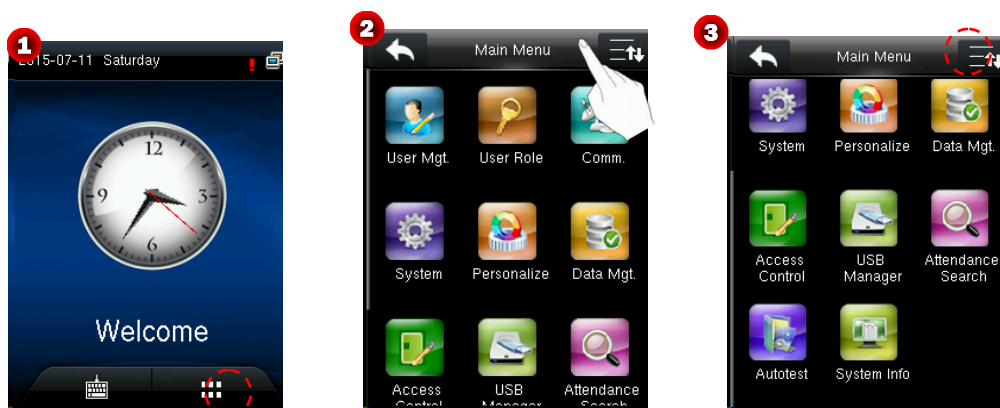 1
2015-07-11 Saturday
12
9
3
6
Welcome
2
Main Menu
User Mgt.
User Role
Comm.
System
Personalize
Data Mgt.
Access
Control
USB
Manager
Attendance
Search
3
Main Menu
System
Personalize
Data Mgt.
Access
Control
USB
Manager
Attendance
Search
Autotest
System Info